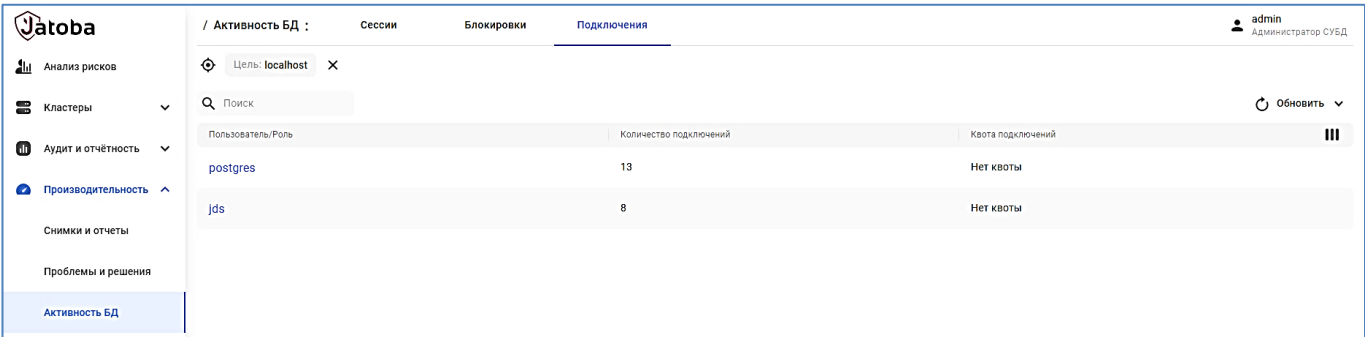 Jatoba
Анализ рисков
Кластеры
Аудит и отчётность
Производительность
Снимки и отчеты
Проблемы и решения
Активность БД
/ Активность БД : Сессии Блокировки Подключения
admin
Администратор СУБД
Цель: localhost
Поиск
Обновить
Пользователь/Роль Количество подключений Квота подключений
postgres 13 Нет квоты
jds 8 Нет квоты